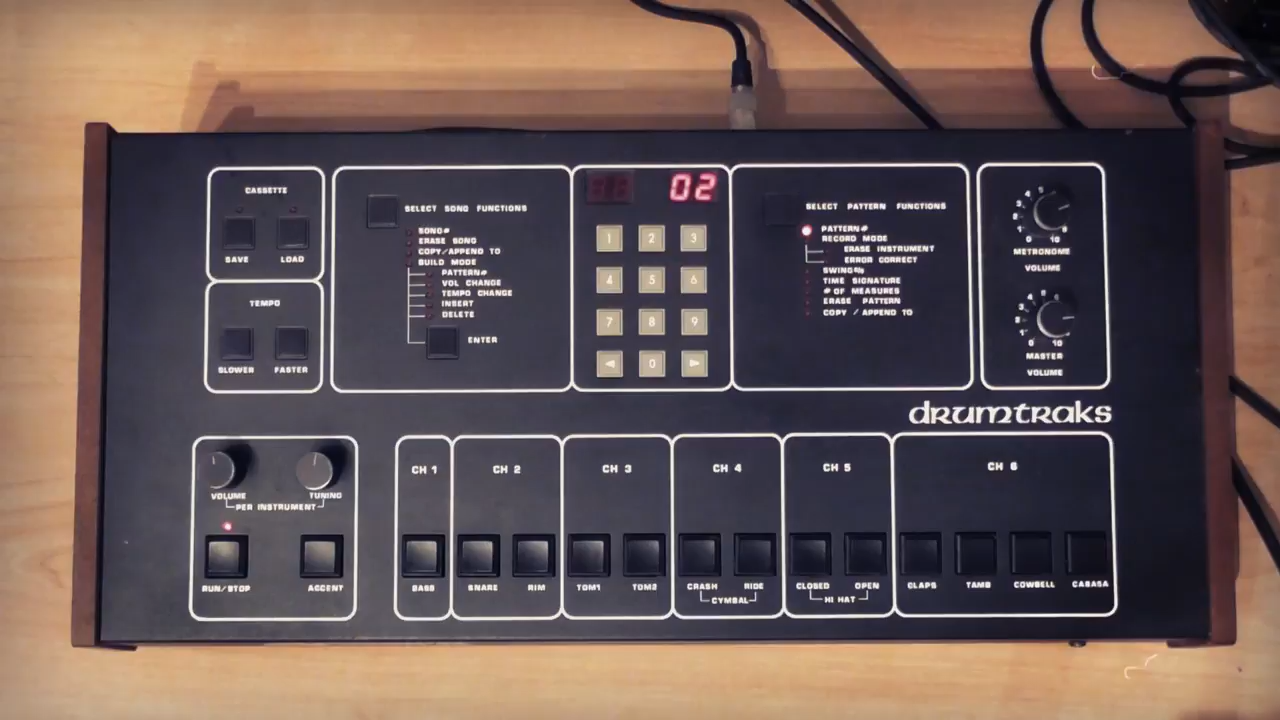 CASSETTE
SAVE LOAD
TEMPO
SLOWER FASTER
SELECT SONG FUNCTIONS
SONG#
ERASE SONG
COPY/APPEND TO
BUILD MODE
PATTERN#
VOL CHANGE
TEMPO CHANGE
INSERT
DELETE
ENTER
02
1 2 3
4 5 6
7 8 9
◄ 0 ►
SELECT PATTERN FUNCTIONS
PATTERN#
RECORD MODE
ERASE INSTRUMENT
ERROR CORRECT
SWING%
TIME SIGNATURE
# OF MEASURES
ERASE PATTERN
COPY / APPEND TO
0 10
METRONOME
VOLUME
0 10
MASTER
VOLUME
drumtraks
VOLUME TUNING
PER INSTRUMENT
RUN/STOP ACCENT
CH 1 CH 2 CH 3 CH 4 CH 5 CH 6
BASS SNARE RIM TOM1 TOM2 CRASH RIDE CLOSED OPEN CLAPS TAMB COWBELL CABASA
CYMBAL HI HAT